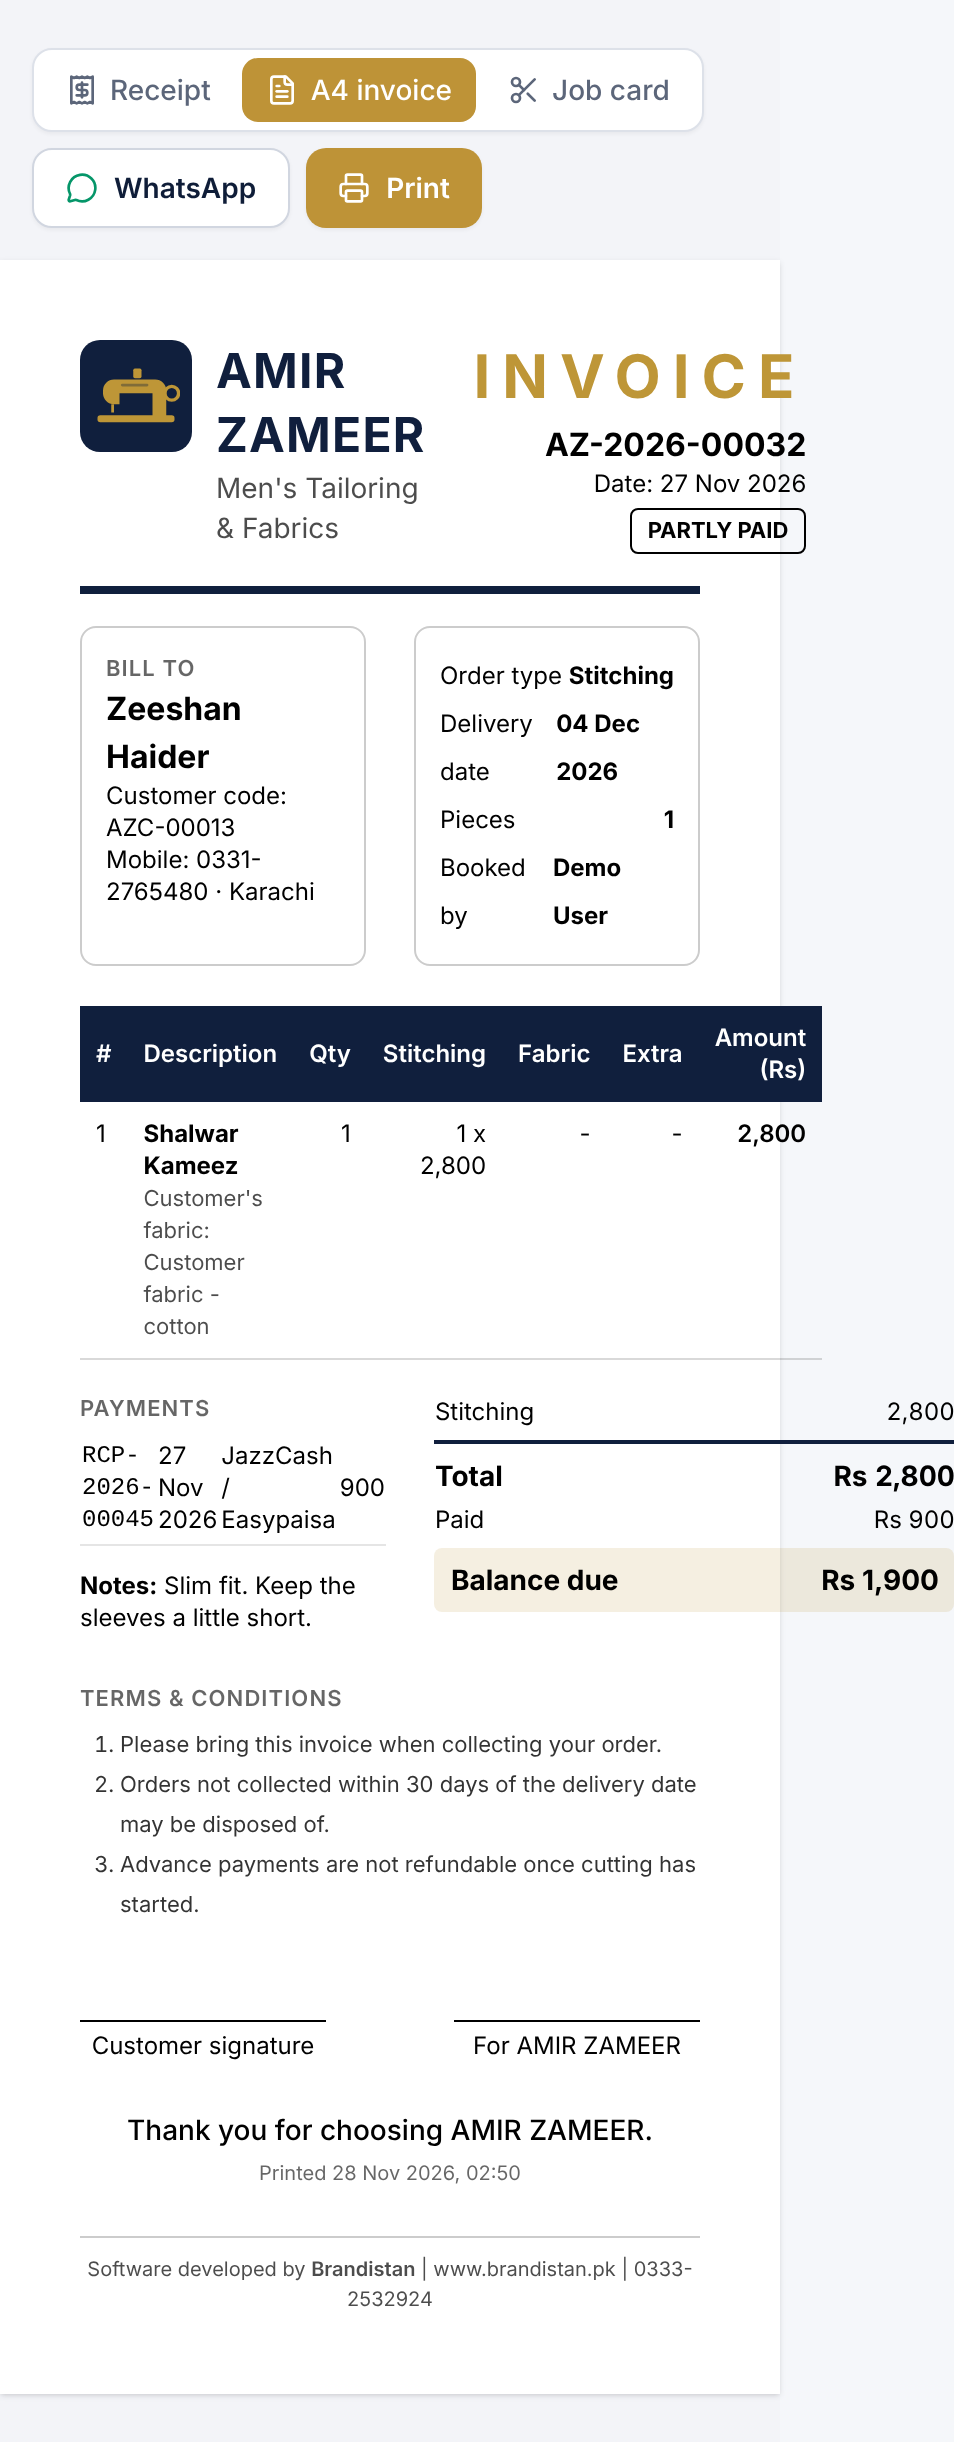 Receipt
A4 invoice
Job card
WhatsApp
Print
AMIR
ZAMEER
Men's Tailoring
& Fabrics
INVOICE
AZ-2026-00032
Date: 27 Nov 2026
PARTLY PAID
BILL TO
Zeeshan
Haider
Customer code:
AZC-00013
Mobile: 0331-
2765480 · Karachi
Order type Stitching
Delivery 04 Dec
date 2026
Pieces 1
Booked Demo
by User
# Description Qty Stitching Fabric Extra Amount
(Rs)
1 Shalwar 1 1 x - - 2,800
Kameez 2,800
Customer's
fabric:
Customer
fabric -
cotton
PAYMENTS
RCP- 27 JazzCash
2026- Nov / 900
00045 2026 Easypaisa
Notes: Slim fit. Keep the
sleeves a little short.
Stitching 2,800
Total Rs 2,800
Paid Rs 900
Balance due Rs 1,900
TERMS & CONDITIONS
1. Please bring this invoice when collecting your order.
2. Orders not collected within 30 days of the delivery date
may be disposed of.
3. Advance payments are not refundable once cutting has
started.
Customer signature
For AMIR ZAMEER
Thank you for choosing AMIR ZAMEER.
Printed 28 Nov 2026, 02:50
Software developed by Brandistan | www.brandistan.pk | 0333-
2532924